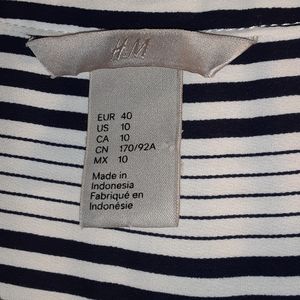 H&M
EUR 40
US 10
CA 10
CN 170/92A
MX 10
Made in
Indonesia
Fabriqué en
Indonésie